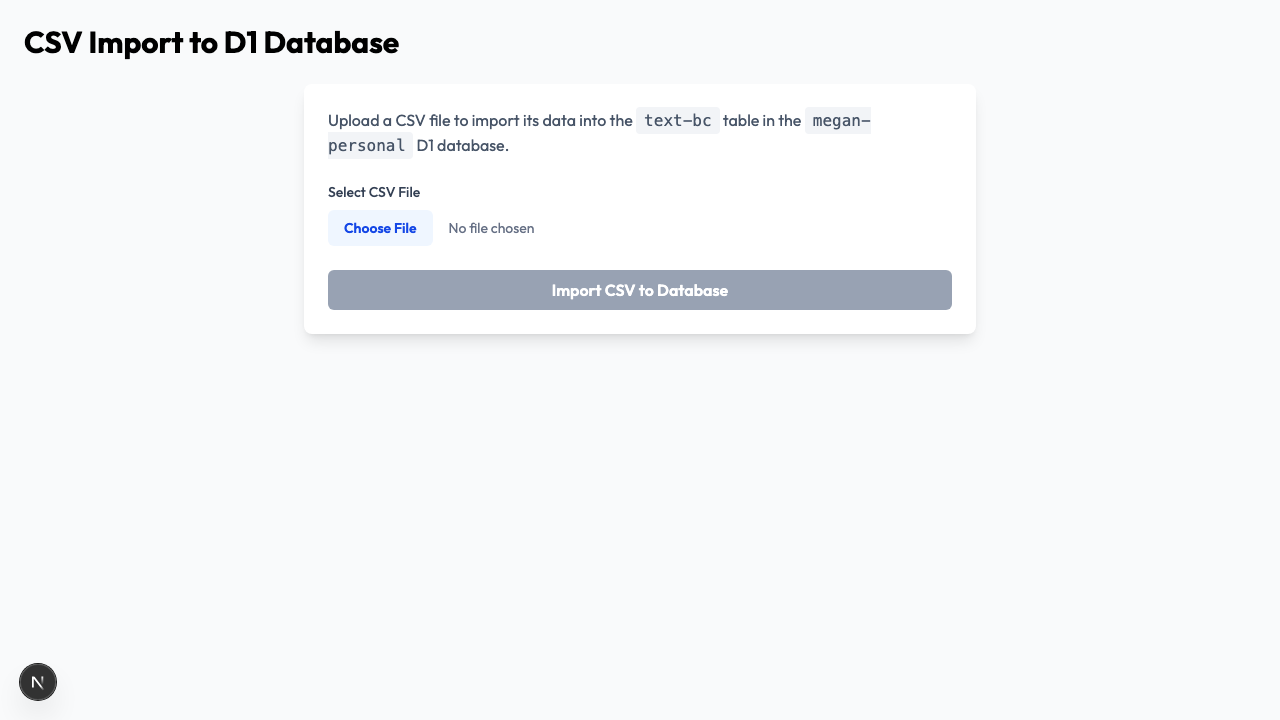 CSV Import to D1 Database
Upload a CSV file to import its data into the text-bc table in the megan-
personal D1 database.
Select CSV File
Choose File No file chosen
Import CSV to Database
N